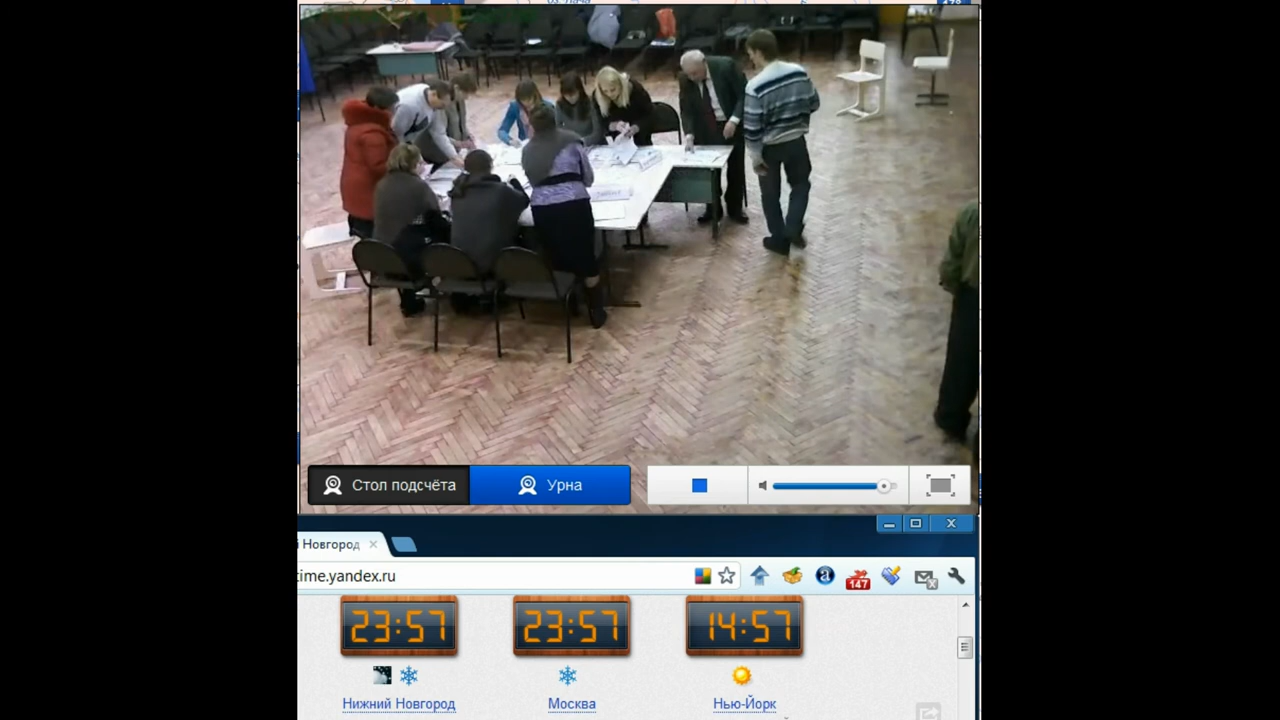 Стол подсчёта
Урна
й Новгород
time.yandex.ru
147
23:57
23:57
14:57
Нижний Новгород
Москва
Нью-Йорк